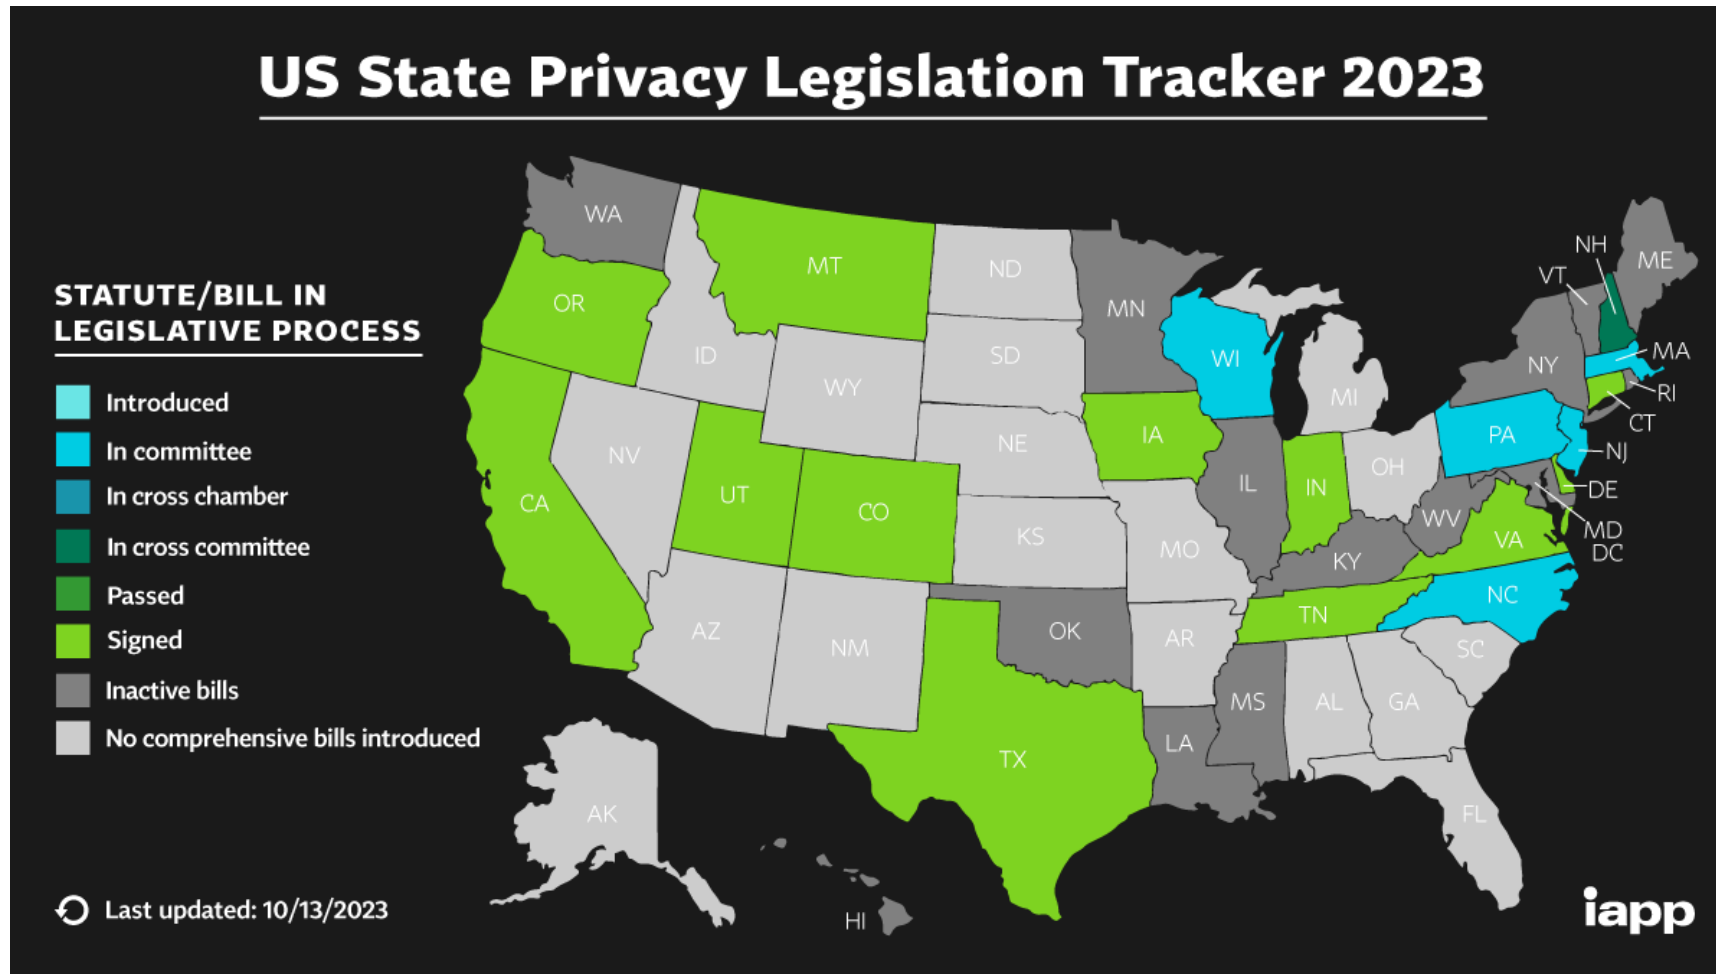 US State Privacy Legislation Tracker 2023
STATUTE/BILL IN
LEGISLATIVE PROCESS
Introduced
In committee
In cross chamber
In cross committee
Passed
Signed
Inactive bills
No comprehensive bills introduced
Last updated: 10/13/2023
WA
OR
CA
NV
ID
MT
WY
UT
CO
AZ
NM
ND
SD
NE
KS
OK
TX
MN
IA
MO
AR
LA
WI
IL
MI
IN
OH
KY
TN
MS
AL
GA
FL
SC
NC
VA
WV
PA
NY
VT
NH
ME
MA
RI
CT
NJ
DE
MD
DC
AK
HI
iapp